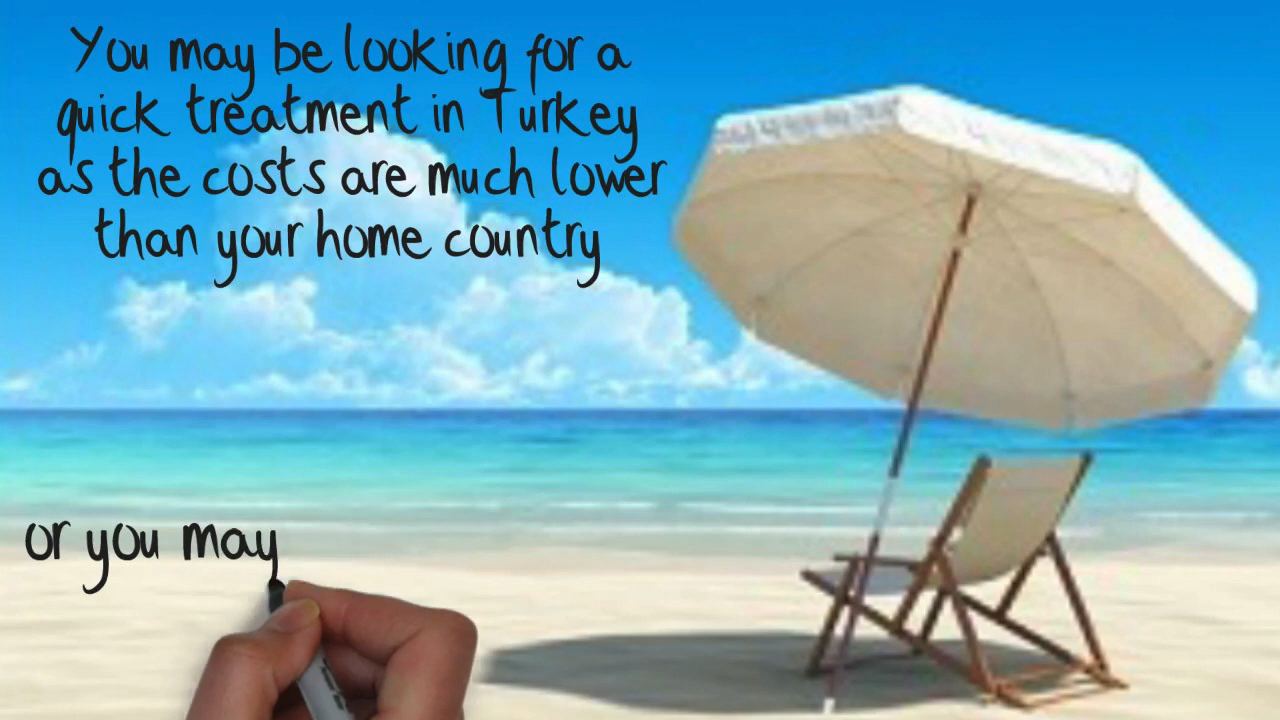 You may be looking for a
quick treatment in Turkey
as the costs are much lower
than your home country
or you may